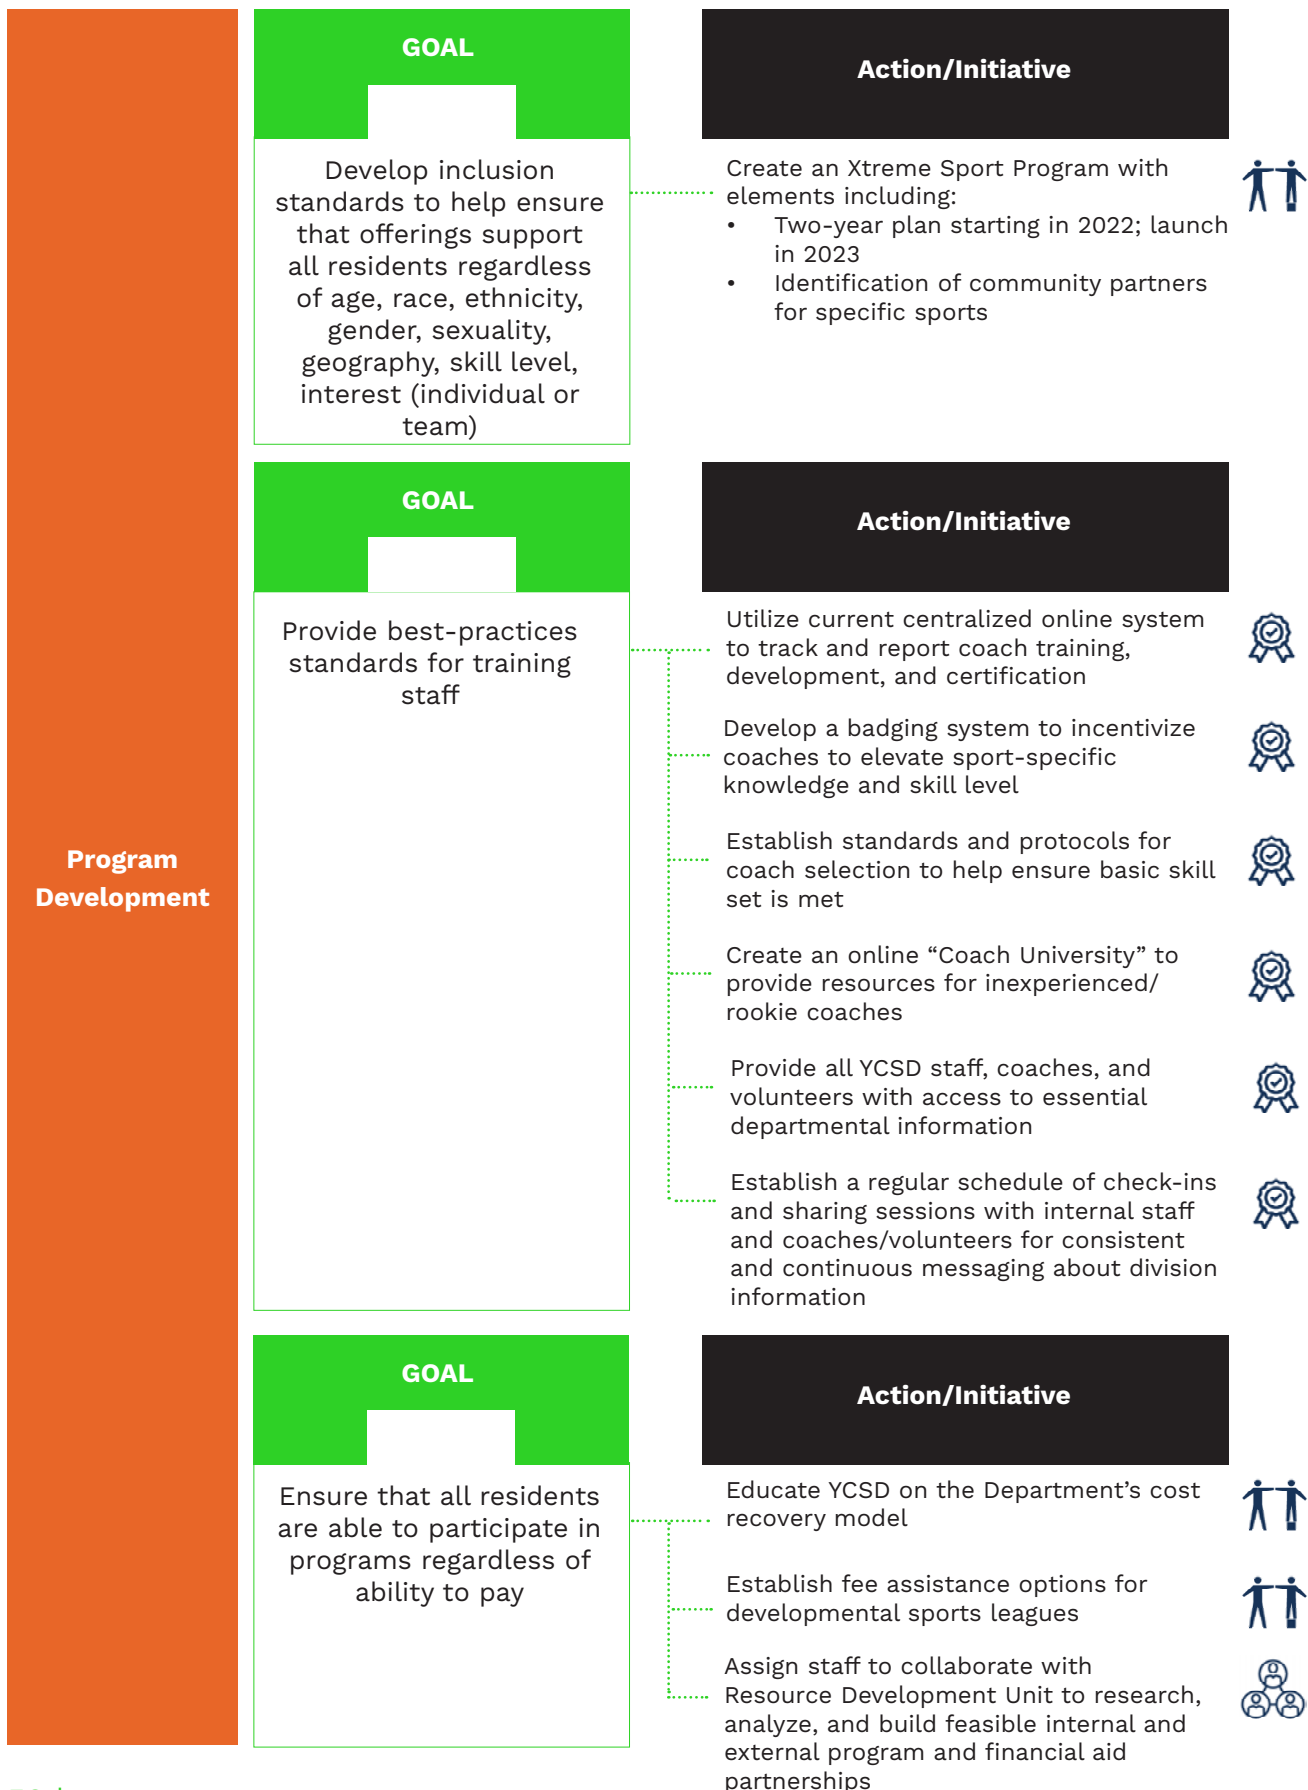 Program
Development
GOAL
Action/Initiative
Develop inclusion
standards to help ensure
that offerings support
all residents regardless
of age, race, ethnicity,
gender, sexuality,
geography, skill level,
interest (individual or
team)
Create an Xtreme Sport Program with
elements including:
• Two-year plan starting in 2022; launch
in 2023
• Identification of community partners
for specific sports
GOAL
Action/Initiative
Provide best-practices
standards for training
staff
Utilize current centralized online system
to track and report coach training,
development, and certification
Develop a badging system to incentivize
coaches to elevate sport-specific
knowledge and skill level
Establish standards and protocols for
coach selection to help ensure basic skill
set is met
Create an online “Coach University” to
provide resources for inexperienced/
rookie coaches
Provide all YCSD staff, coaches, and
volunteers with access to essential
departmental information
Establish a regular schedule of check-ins
and sharing sessions with internal staff
and coaches/volunteers for consistent
and continuous messaging about division
information
GOAL
Action/Initiative
Ensure that all residents
are able to participate in
programs regardless of
ability to pay
Educate YCSD on the Department’s cost
recovery model
Establish fee assistance options for
developmental sports leagues
Assign staff to collaborate with
Resource Development Unit to research,
analyze, and build feasible internal and
external program and financial aid
partnerships